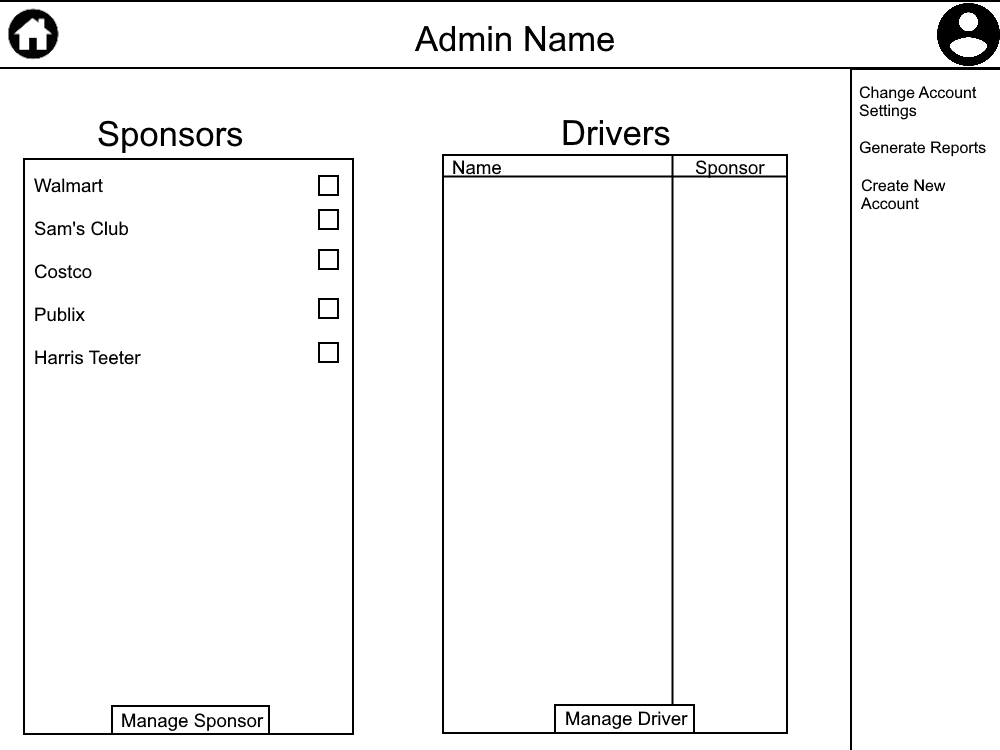 Admin Name
Change Account
Settings
Generate Reports
Create New
Account
Sponsors
Walmart
Sam's Club
Costco
Publix
Harris Teeter
Manage Sponsor
Drivers
Name Sponsor
Manage Driver